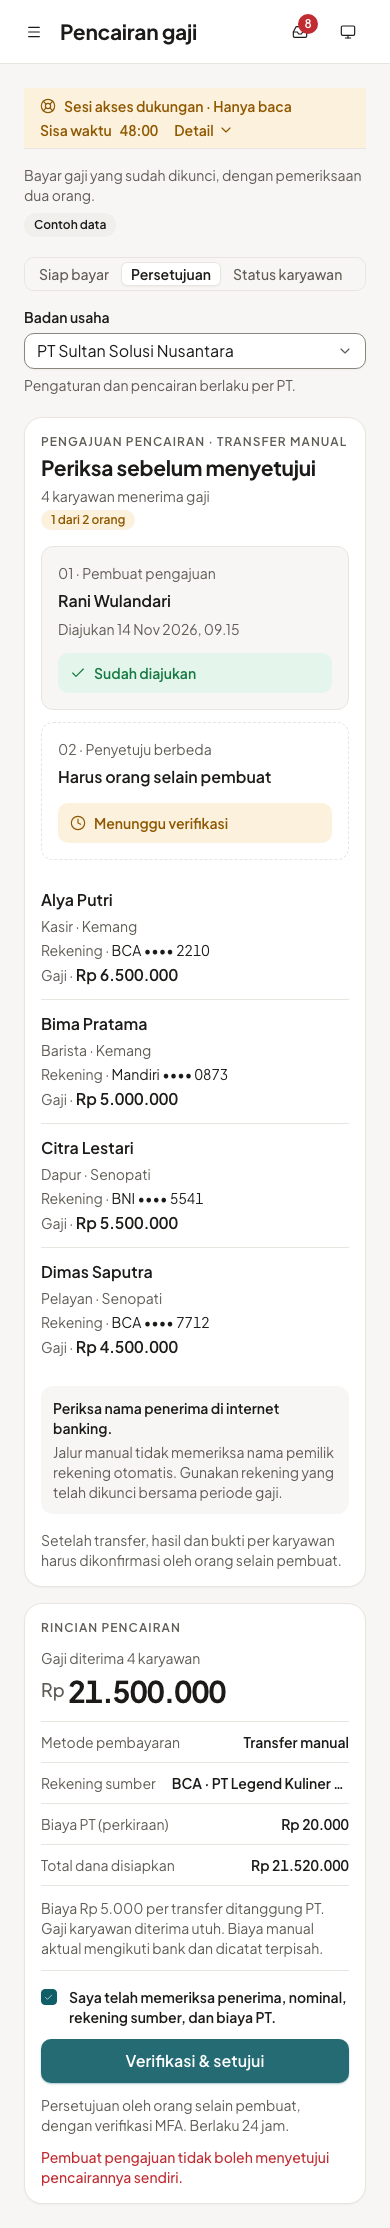 Pencairan gaji
8
Sesi akses dukungan · Hanya baca
Sisa waktu 48:00 Detail
Bayar gaji yang sudah dikunci, dengan pemeriksaan
dua orang.
Contoh data
Siap bayar Persetujuan Status karyawan
Badan usaha
PT Sultan Solusi Nusantara
Pengaturan dan pencairan berlaku per PT.
PENGAJUAN PENCAIRAN · TRANSFER MANUAL
Periksa sebelum menyetujui
4 karyawan menerima gaji
1 dari 2 orang
01 · Pembuat pengajuan
Rani Wulandari
Diajukan 14 Nov 2026, 09.15
Sudah diajukan
02 · Penyetuju berbeda
Harus orang selain pembuat
Menunggu verifikasi
Alya Putri
Kasir · Kemang
Rekening · BCA •••• 2210
Gaji · Rp 6.500.000
Bima Pratama
Barista · Kemang
Rekening · Mandiri •••• 0873
Gaji · Rp 5.000.000
Citra Lestari
Dapur · Senopati
Rekening · BNI •••• 5541
Gaji · Rp 5.500.000
Dimas Saputra
Pelayan · Senopati
Rekening · BCA •••• 7712
Gaji · Rp 4.500.000
Periksa nama penerima di internet
banking.
Jalur manual tidak memeriksa nama pemilik
rekening otomatis. Gunakan rekening yang
telah dikunci bersama periode gaji.
Setelah transfer, hasil dan bukti per karyawan
harus dikonfirmasi oleh orang selain pembuat.
RINCIAN PENCAIRAN
Gaji diterima 4 karyawan
Rp 21.500.000
Metode pembayaran Transfer manual
Rekening sumber BCA · PT Legend Kuliner ...
Biaya PT (perkiraan) Rp 20.000
Total dana disiapkan Rp 21.520.000
Biaya Rp 5.000 per transfer ditanggung PT.
Gaji karyawan diterima utuh. Biaya manual
aktual mengikuti bank dan dicatat terpisah.
Saya telah memeriksa penerima, nominal,
rekening sumber, dan biaya PT.
Verifikasi & setujui
Persetujuan oleh orang selain pembuat,
dengan verifikasi MFA. Berlaku 24 jam.
Pembuat pengajuan tidak boleh menyetujui
pencairannya sendiri.